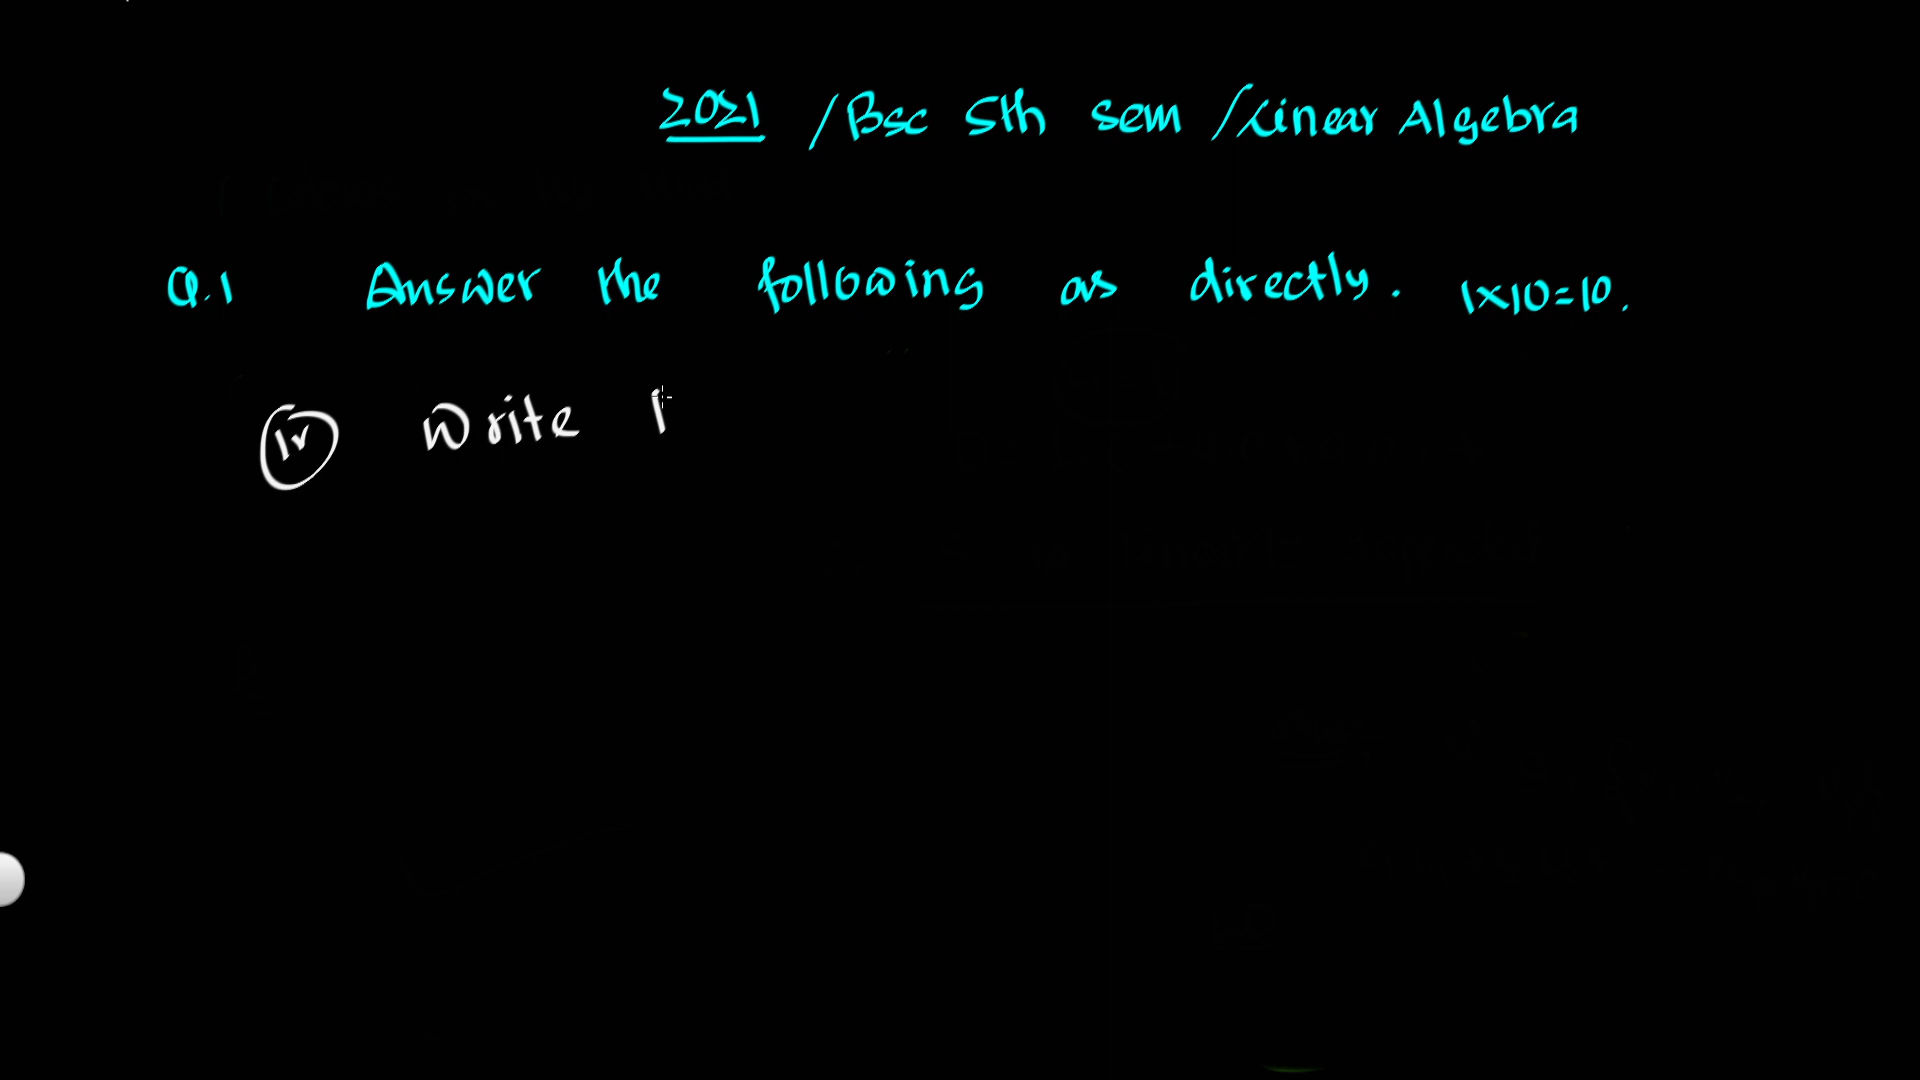 2021 /Bsc 5th sem /Linear Algebra
Q.1 Answer the following as directly. 1x10=10.
iv Write